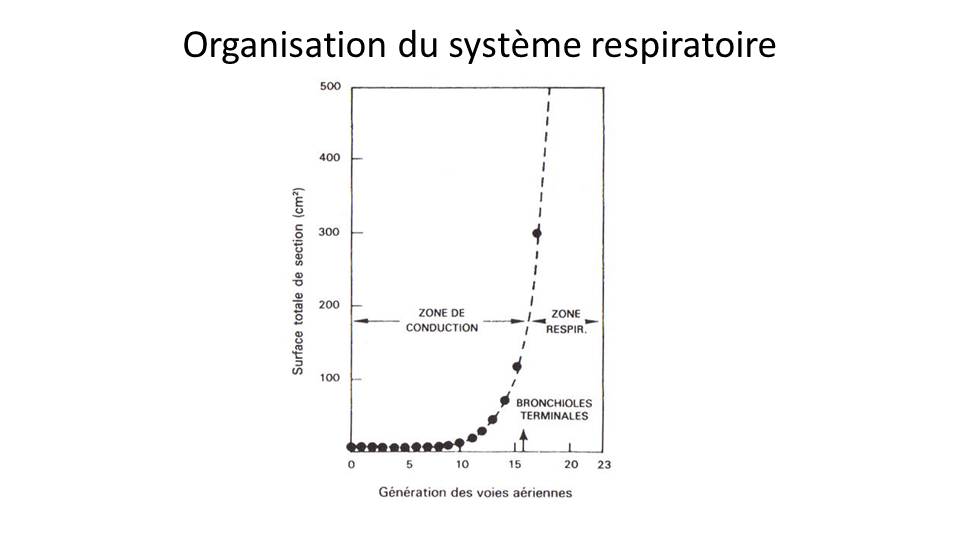 Organisation du système respiratoire
500
400
300
200
100
Surface totale de section (cm²)
ZONE DE
CONDUCTION
ZONE
RESPIR.
BRONCHIOLES
TERMINALES
0 5 10 15 20 23
Génération des voies aériennes